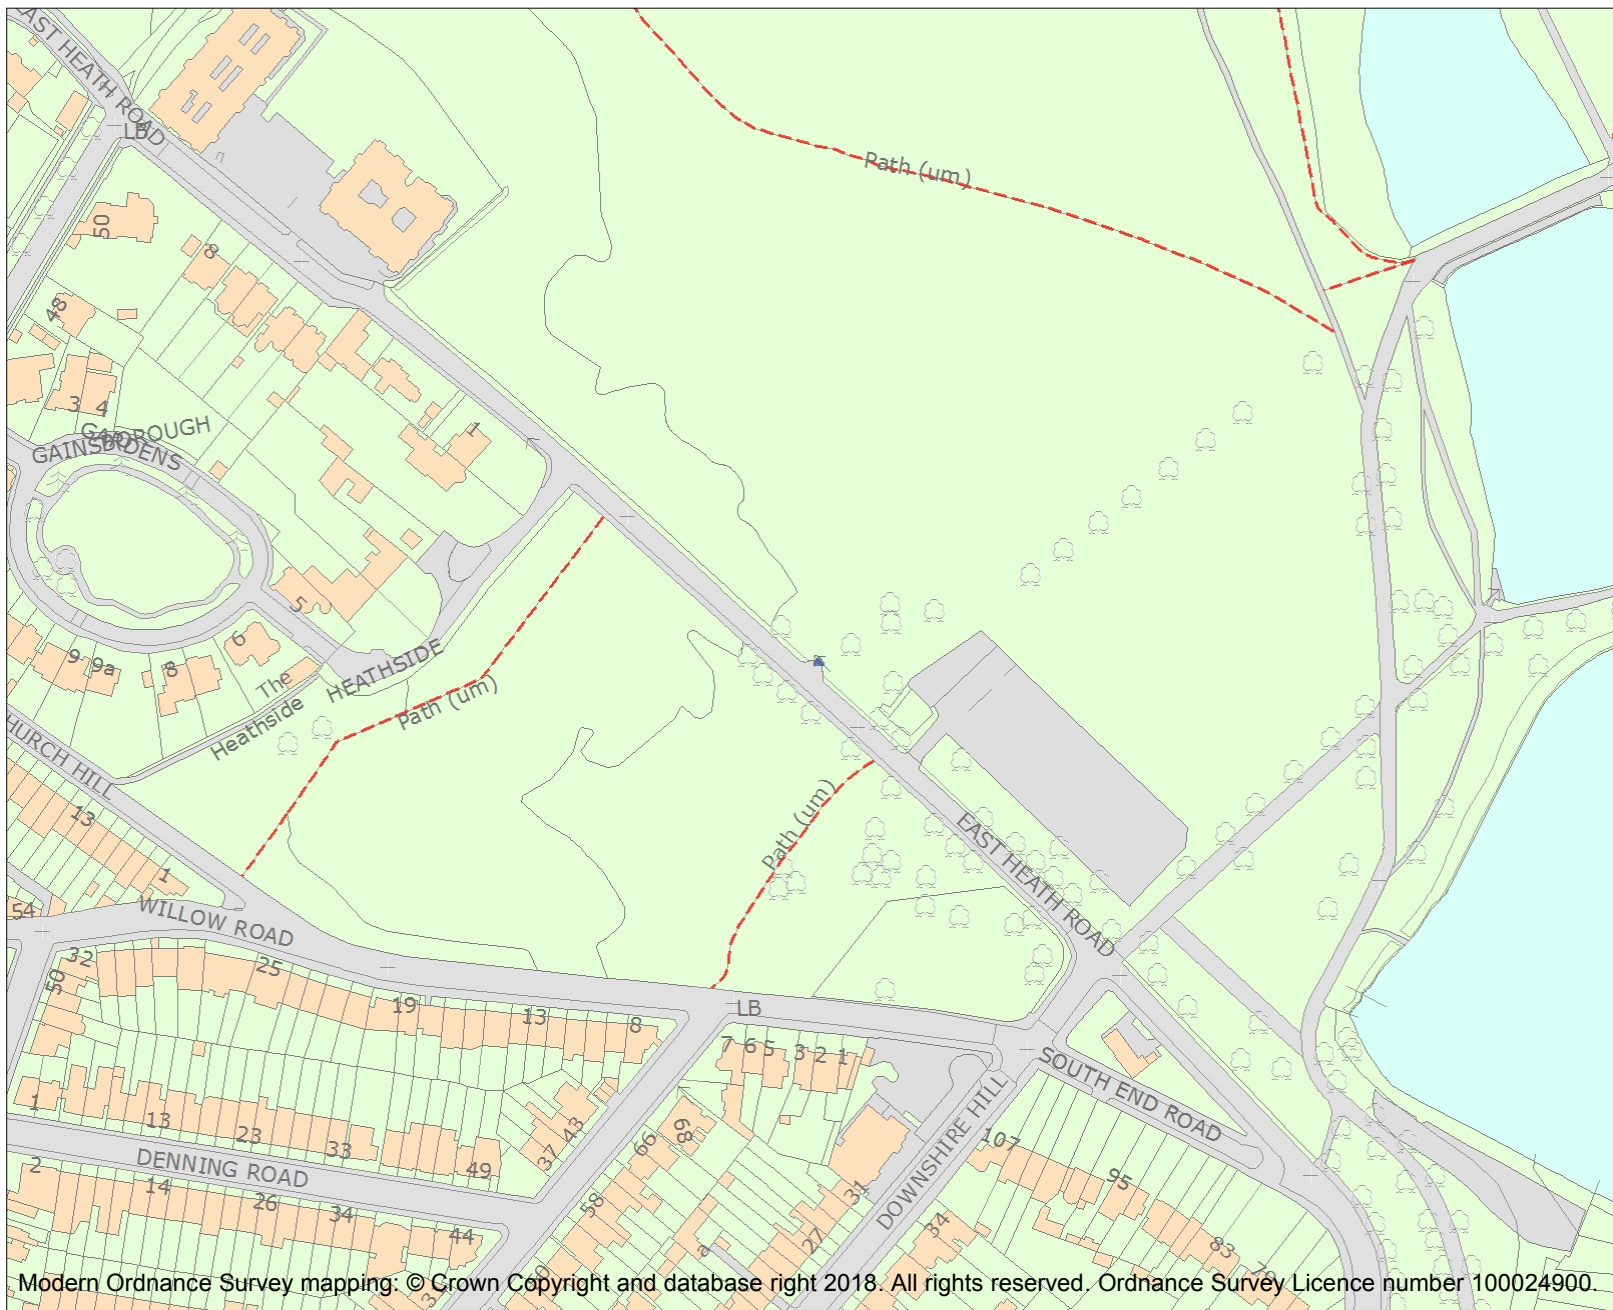 EAST HEATH ROAD
LB
Path (um)
50
8
48
3 4
GAINSBOROUGH
GARDENS
1
5
6
9 9a
8
The
Heathside
HEATHSIDE
Path (um)
CHURCH HILL
13
1
Path (um)
EAST HEATH ROAD
54
WILLOW ROAD
32
50
25
19
13
8
LB
7 6 5 3 2 1
SOUTH END ROAD
1
13
23
33
49
37 43
66
68
DOWNSHIRE HILL
107
95
83
2
DENNING ROAD
14
26
34
44
58
31
27
34
a
Modern Ordnance Survey mapping: © Crown Copyright and database right 2018. All rights reserved. Ordnance Survey Licence number 100024900.